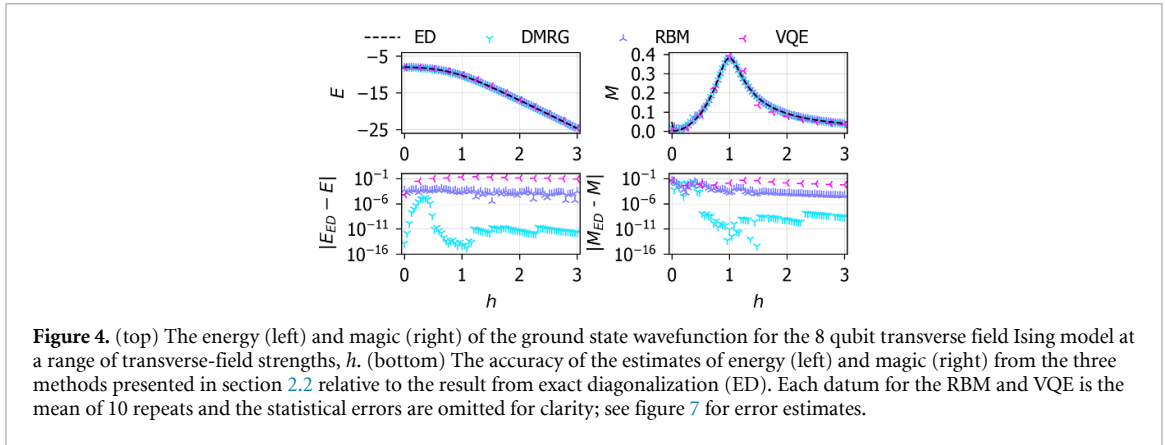 ED DMRG RBM VQE
−5
−15
−25
E
0 1 2 3
0.4
0.3
0.2
0.1
0.0
M
0 1 2 3
10⁻¹
10⁻⁶
10⁻¹¹
10⁻¹⁶
|E_ED − E|
0 1 2 3
h
10⁻¹
10⁻⁶
10⁻¹¹
10⁻¹⁶
|M_ED - M|
0 1 2 3
h
Figure 4. (top) The energy (left) and magic (right) of the ground state wavefunction for the 8 qubit transverse field Ising model at
a range of transverse-field strengths, h. (bottom) The accuracy of the estimates of energy (left) and magic (right) from the three
methods presented in section 2.2 relative to the result from exact diagonalization (ED). Each datum for the RBM and VQE is the
mean of 10 repeats and the statistical errors are omitted for clarity; see figure 7 for error estimates.